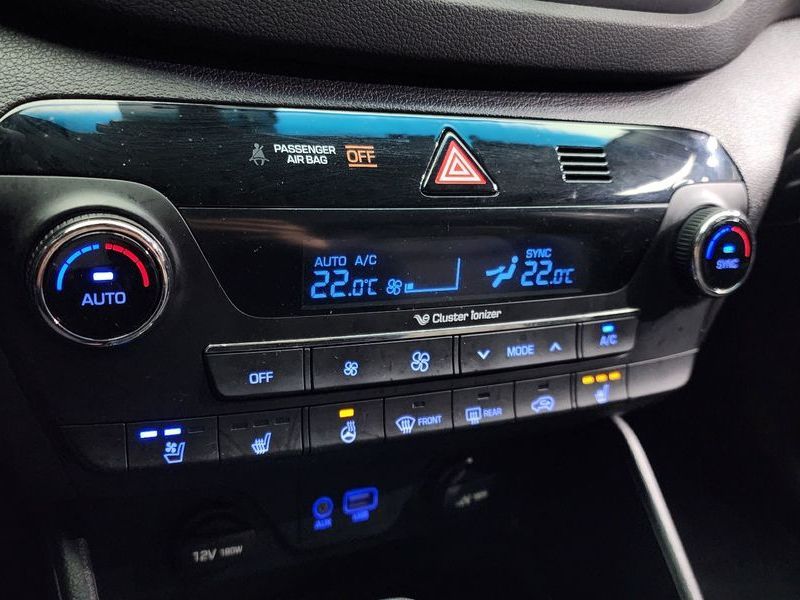 PASSENGER
AIR BAG
OFF
AUTO A/C
SYNC
22.0°C
22.0°C
AUTO
SYNC
Cluster Ionizer
OFF
MODE
A/C
FRONT
REAR
AUX
12V 180W